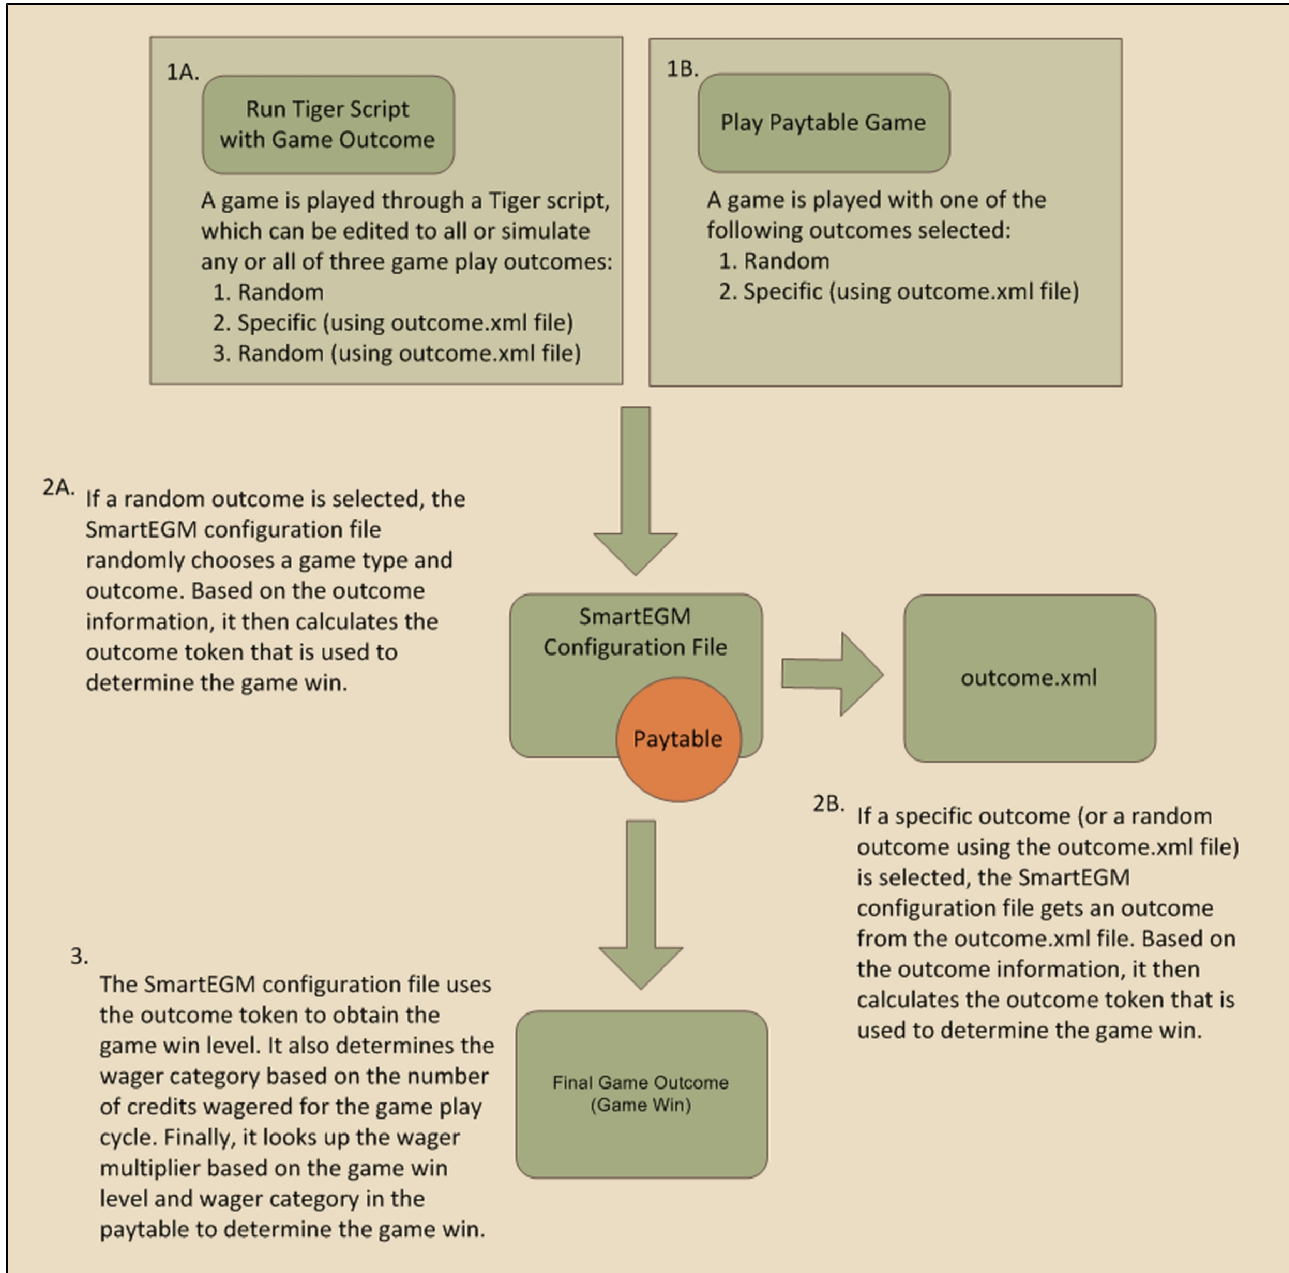 1A.
Run Tiger Script
with Game Outcome
A game is played through a Tiger script,
which can be edited to all or simulate
any or all of three game play outcomes:
1. Random
2. Specific (using outcome.xml file)
3. Random (using outcome.xml file)
1B.
Play Paytable Game
A game is played with one of the
following outcomes selected:
1. Random
2. Specific (using outcome.xml file)
2A.
If a random outcome is selected, the
SmartEGM configuration file
randomly chooses a game type and
outcome. Based on the outcome
information, it then calculates the
outcome token that is used to
determine the game win.
SmartEGM
Configuration File
Paytable
outcome.xml
2B.
If a specific outcome (or a random
outcome using the outcome.xml file)
is selected, the SmartEGM
configuration file gets an outcome
from the outcome.xml file. Based on
the outcome information, it then
calculates the outcome token that is
used to determine the game win.
3.
The SmartEGM configuration file uses
the outcome token to obtain the
game win level. It also determines the
wager category based on the number
of credits wagered for the game play
cycle. Finally, it looks up the wager
multiplier based on the game win
level and wager category in the
paytable to determine the game win.
Final Game Outcome
(Game Win)